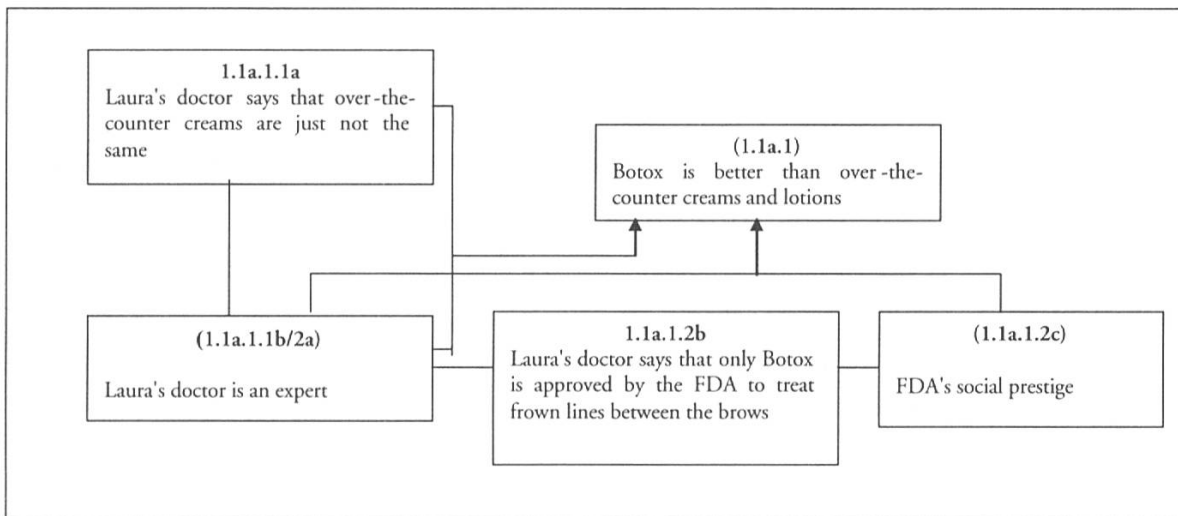 1.1a.1.1a
Laura's doctor says that over-the-
counter creams are just not the
same
(1.1a.1)
Botox is better than over-the-
counter creams and lotions
(1.1a.1.1b/2a)
Laura's doctor is an expert
1.1a.1.2b
Laura's doctor says that only Botox
is approved by the FDA to treat
frown lines between the brows
(1.1a.1.2c)
FDA's social prestige